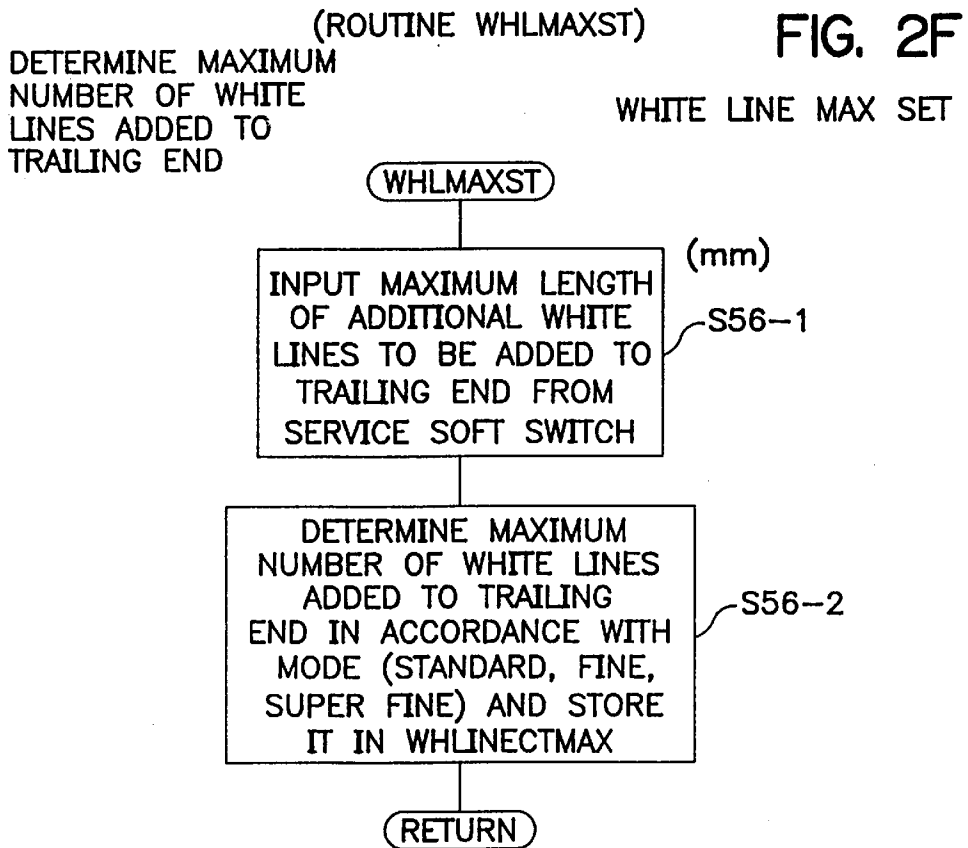 (ROUTINE WHLMAXST)
FIG. 2F
DETERMINE MAXIMUM
NUMBER OF WHITE
LINES ADDED TO
TRAILING END
WHITE LINE MAX SET
WHLMAXST
(mm)
INPUT MAXIMUM LENGTH
OF ADDITIONAL WHITE
LINES TO BE ADDED TO
TRAILING END FROM
SERVICE SOFT SWITCH
S56-1
DETERMINE MAXIMUM
NUMBER OF WHITE LINES
ADDED TO TRAILING
END IN ACCORDANCE WITH
MODE (STANDARD, FINE,
SUPER FINE) AND STORE
IT IN WHLINECTMAX
S56-2
RETURN